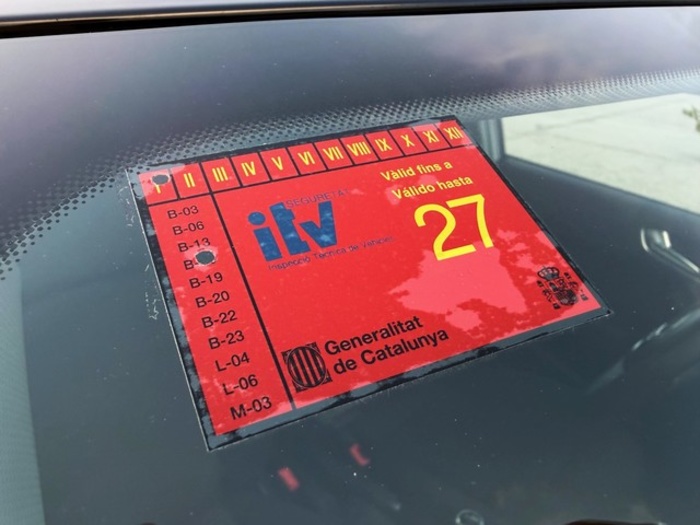 I II III IV V VI VII VIII IX X XI XII
Vàlid fins a
Válido hasta
27
SEGURETAT
itv
Inspecció Tècnica de Vehicles
B-03
B-06
B-13
B-19
B-20
B-22
B-23
L-04
L-06
M-03
Generalitat
de Catalunya